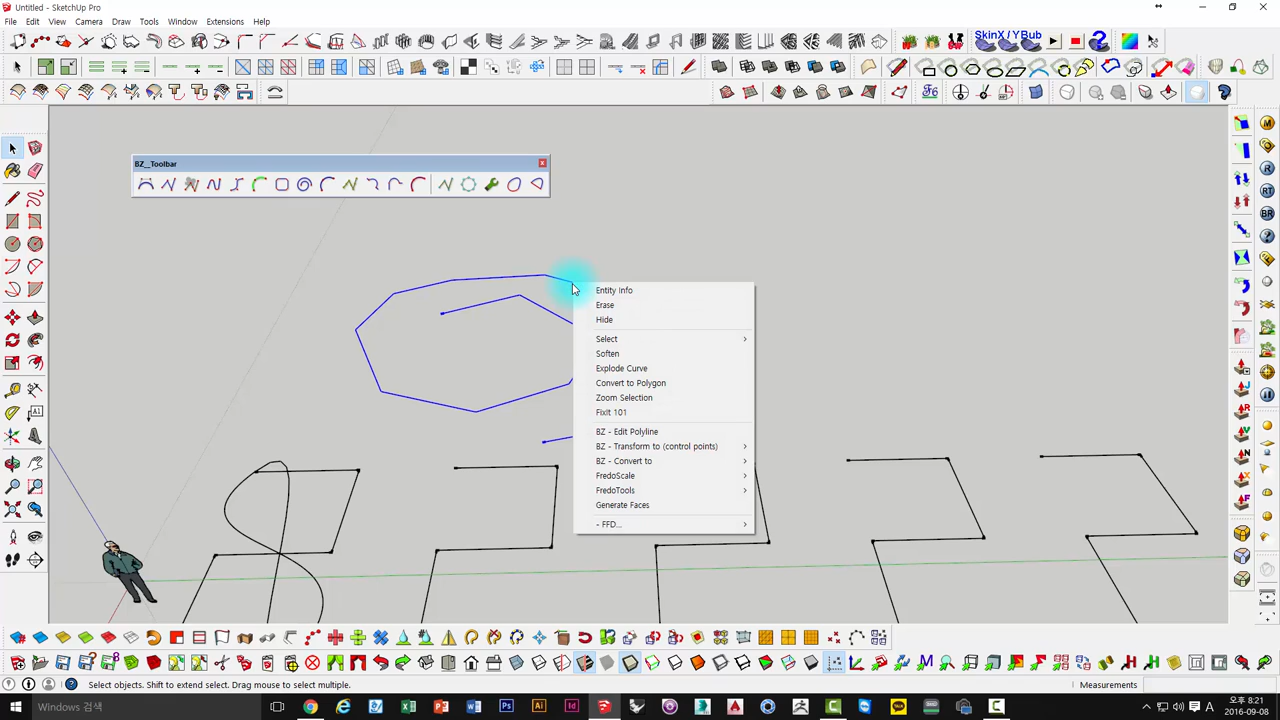 Untitled - SketchUp Pro
File Edit View Camera Draw Tools Window Extensions Help
SkinX / YBub
BZ__Toolbar
Entity Info
Erase
Hide
Select
Soften
Explode Curve
Convert to Polygon
Zoom Selection
FixIt 101
BZ - Edit Polyline
BZ - Transform to (control points)
BZ - Convert to
FredoScale
FredoTools
Generate Faces
- FFD...
Select objects. Shift to extend select. Drag mouse to select multiple.
Measurements
Windows 검색
A
오후 8:21
2016-09-08